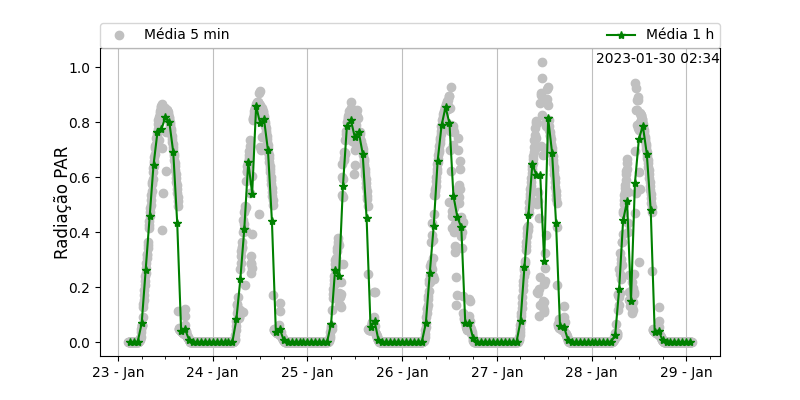 Média 5 min
Média 1 h
2023-01-30 02:34
Radiação PAR
1.0
0.8
0.6
0.4
0.2
0.0
23 - Jan
24 - Jan
25 - Jan
26 - Jan
27 - Jan
28 - Jan
29 - Jan